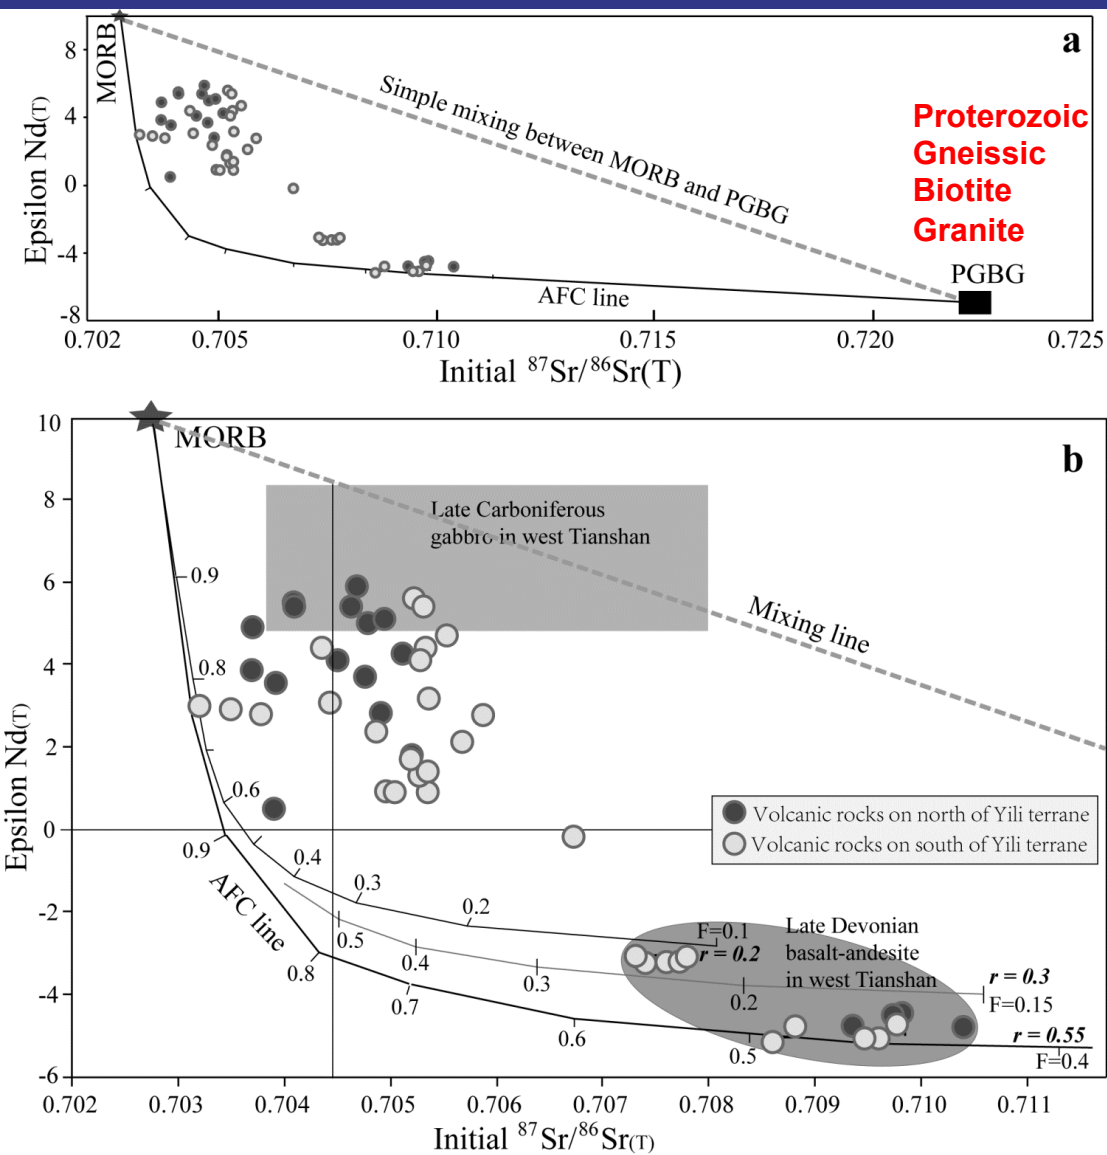 a
MORB
8
4
0
-4
-8
Epsilon Nd(T)
Simple mixing between MORB and PGBG
Proterozoic
Gneissic
Biotite
Granite
PGBG
AFC line
0.702
0.705
0.710
0.715
0.720
0.725
Initial ⁸⁷Sr/⁸⁶Sr(T)
b
MORB
10
8
6
4
2
0
-2
-4
-6
Epsilon Nd(T)
Late Carboniferous
gabbro in west Tianshan
Mixing line
0.9
0.8
0.6
0.4
0.3
0.2
F=0.1
r = 0.2
Volcanic rocks on north of Yili terrane
Volcanic rocks on south of Yili terrane
0.9
AFC line
0.8
0.7
0.6
0.5
0.5
0.4
0.3
0.2
Late Devonian
basalt-andesite
in west Tianshan
r = 0.3
F=0.15
r = 0.55
F=0.4
0.702
0.703
0.704
0.705
0.706
0.707
0.708
0.709
0.710
0.711
Initial ⁸⁷Sr/⁸⁶Sr(T)